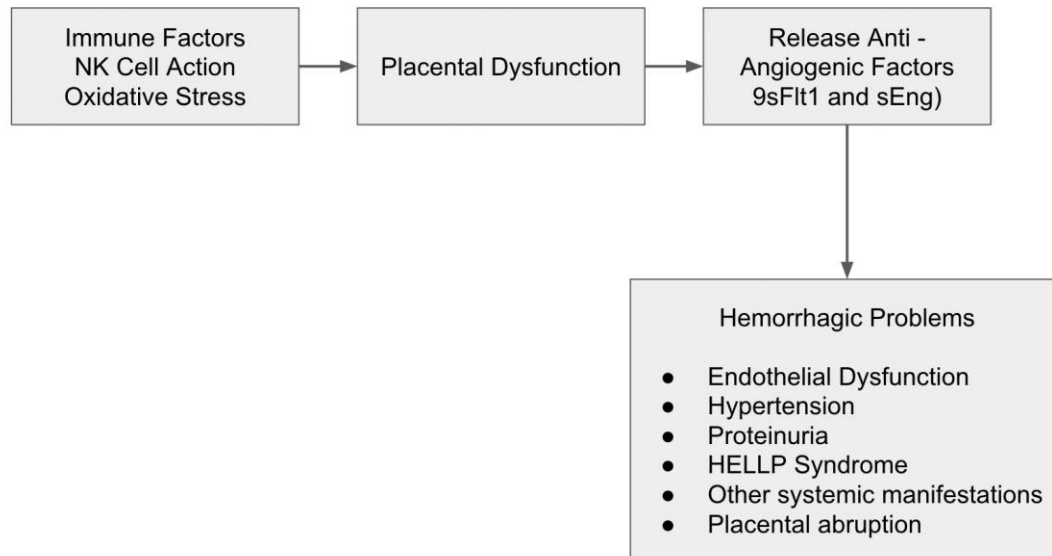 Immune Factors
NK Cell Action
Oxidative Stress
Placental Dysfunction
Release Anti -
Angiogenic Factors
9sFlt1 and sEng)
Hemorrhagic Problems
● Endothelial Dysfunction
● Hypertension
● Proteinuria
● HELLP Syndrome
● Other systemic manifestations
● Placental abruption